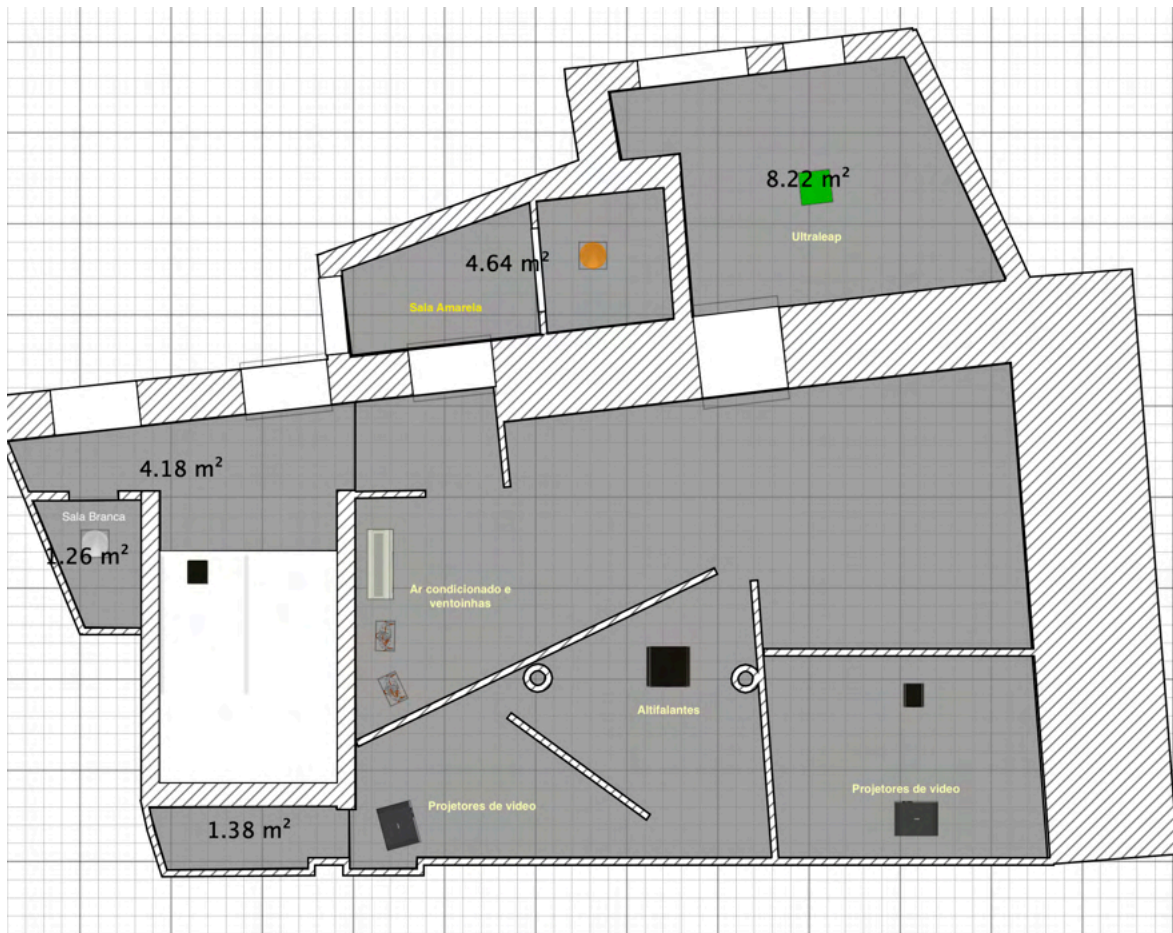 8.22 m²
Ultraleap
4.64 m²
Sala Amarela
4.18 m²
Sala Branca
1.26 m²
Ar condicionado e
ventoinhas
Altifalantes
Projetores de vídeo
Projetores de vídeo
1.38 m²